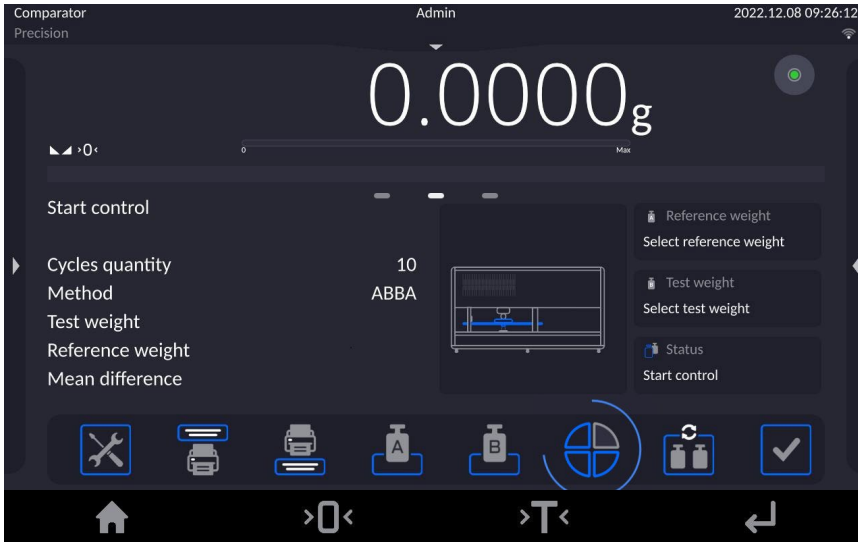 Comparator Admin 2022.12.08 09:26:12
Precision
0.0000g
>0<
0 Max
Start control
Cycles quantity 10
Method ABBA
Test weight
Reference weight
Mean difference
Reference weight
Select reference weight
Test weight
Select test weight
Status
Start control
A B
>0< >T<